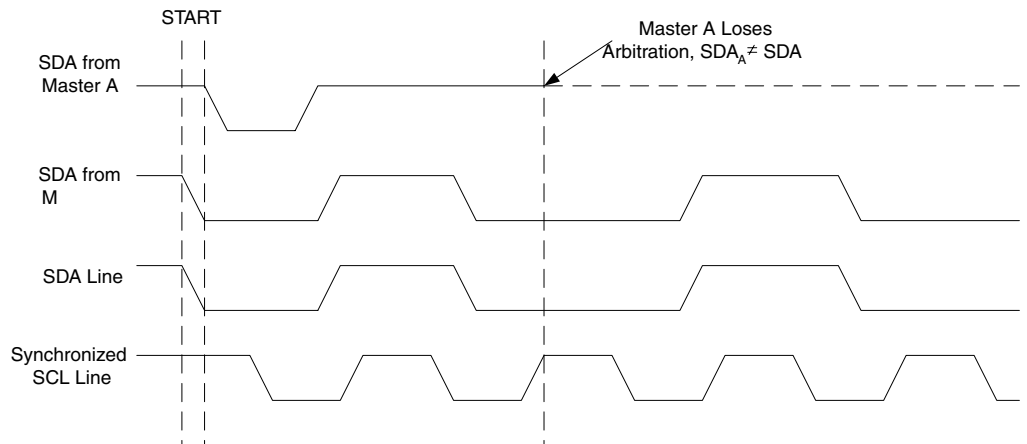 START
SDA from
Master A
Master A Loses
Arbitration, SDAA ≠ SDA
SDA from
M
SDA Line
Synchronized
SCL Line